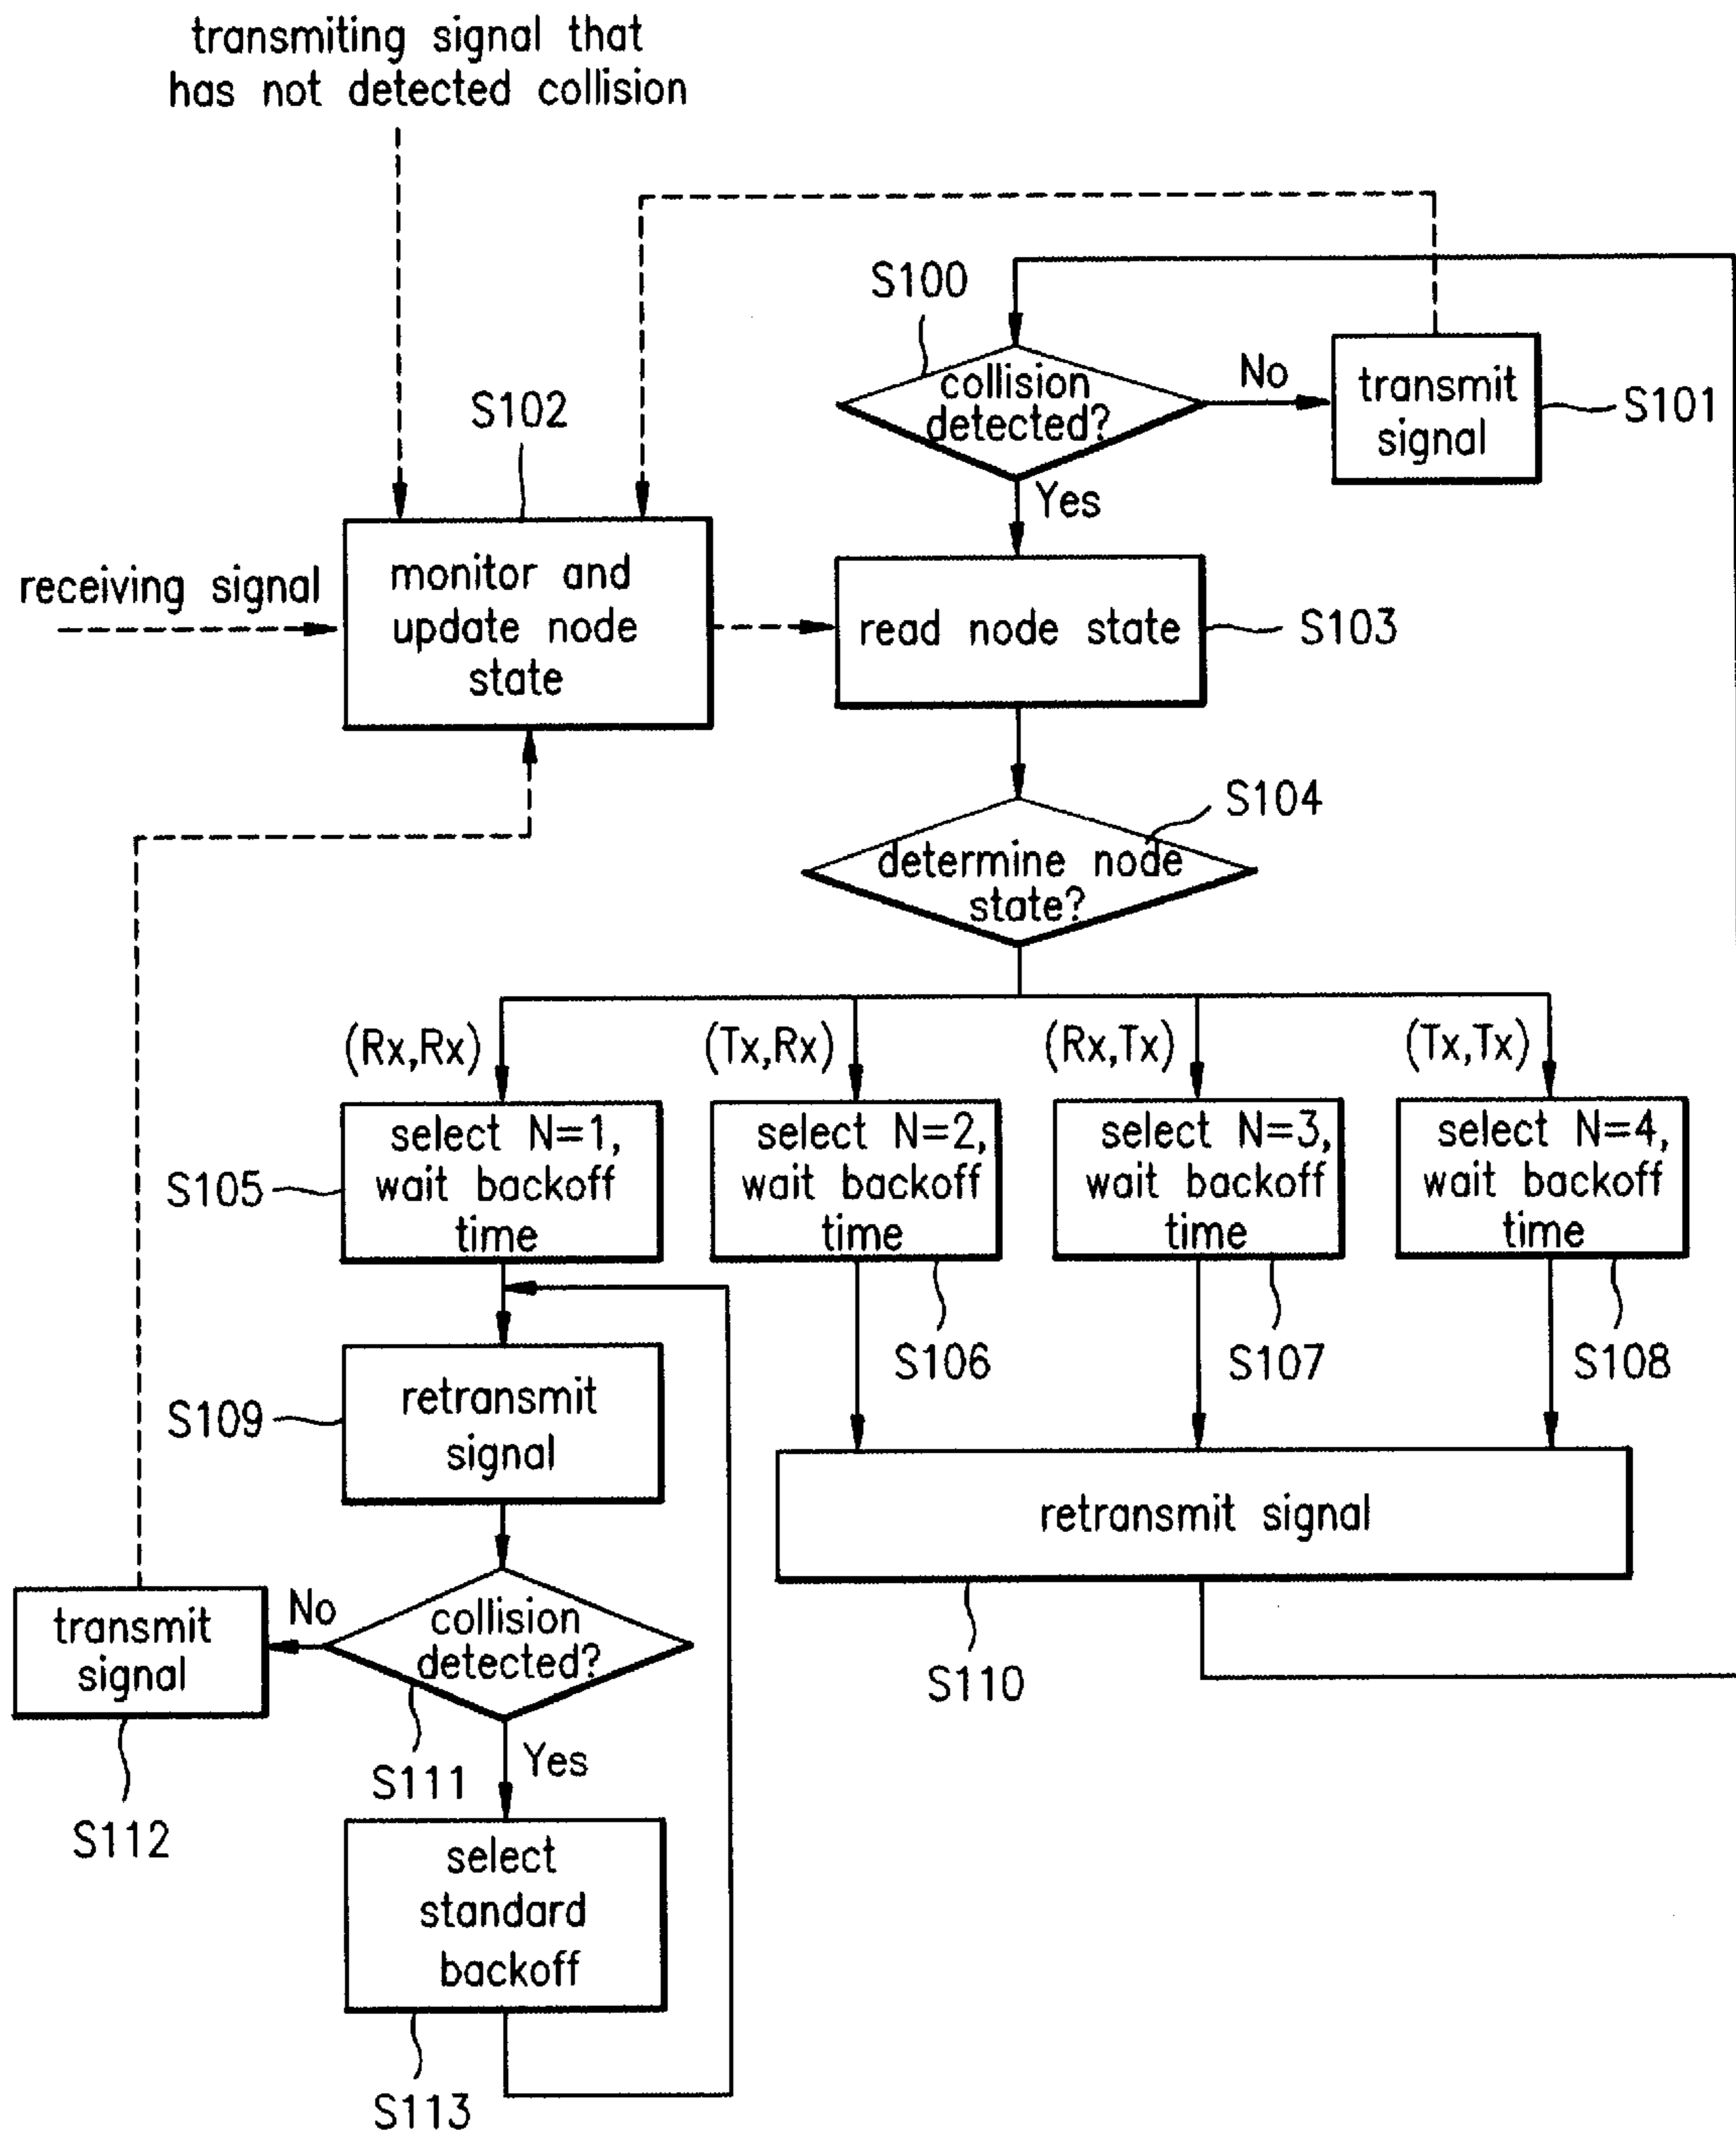 transmiting signal that
has not detected collision
S100
collision
detected?
No
transmit
signal
S101
Yes
S102
receiving signal
monitor and
update node
state
read node state
S103
S104
determine node
state?
(Rx,Rx)
(Tx,Rx)
(Rx,Tx)
(Tx,Tx)
select N=1,
wait backoff
time
S105
select N=2,
wait backoff
time
S106
select N=3,
wait backoff
time
S107
select N=4,
wait backoff
time
S108
retransmit
signal
S109
retransmit signal
S110
collision
detected?
S111
No
transmit
signal
S112
Yes
select
standard
backoff
S113